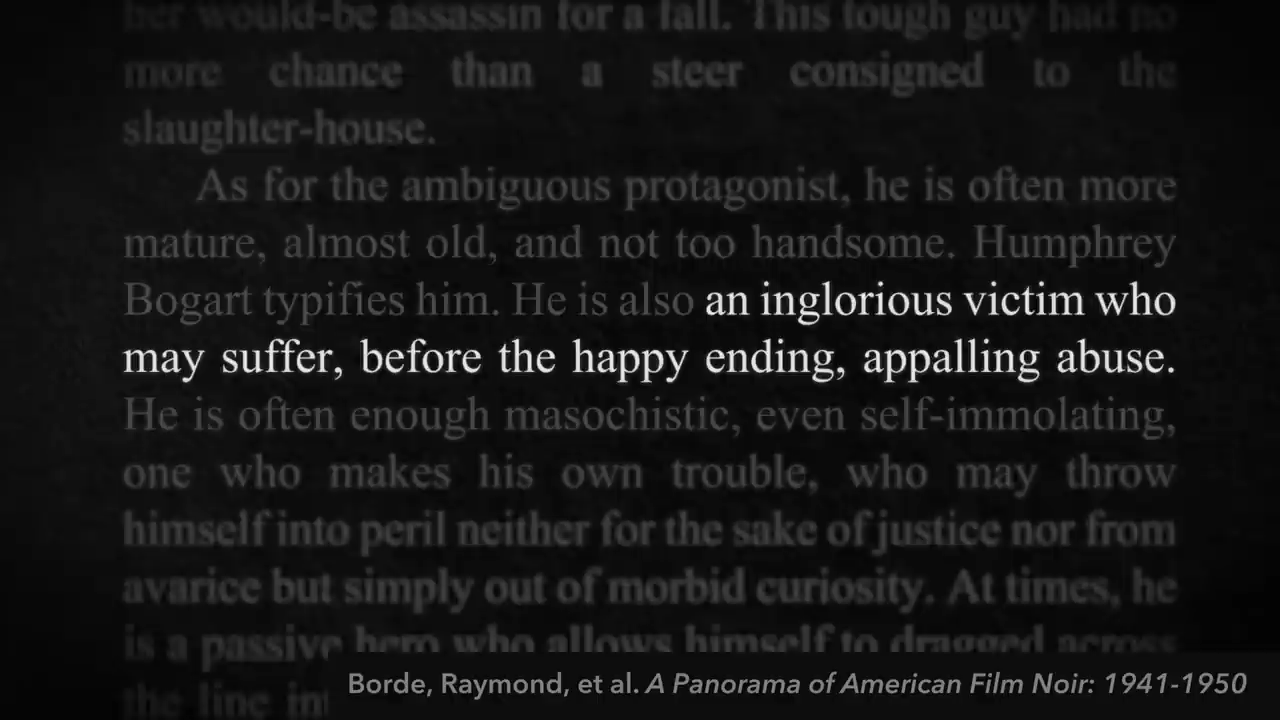 her would-be assassin for a fall. This tough guy had no
more chance than a steer consigned to the
slaughter-house.
As for the ambiguous protagonist, he is often more
mature, almost old, and not too handsome. Humphrey
Bogart typifies him. He is also an inglorious victim who
may suffer, before the happy ending, appalling abuse.
He is often enough masochistic, even self-immolating,
one who makes his own trouble, who may throw
himself into peril neither for the sake of justice nor from
avarice but simply out of morbid curiosity. At times, he
is a passive hero who allows himself to dragged across
the line
Borde, Raymond, et al. A Panorama of American Film Noir: 1941-1950